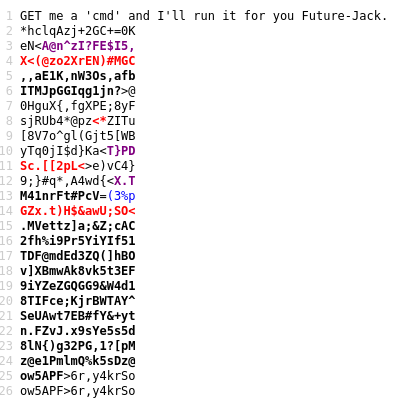 1 GET me a 'cmd' and I'll run it for you Future-Jack.
2 *hclqAzj+2GC+=0K
3 eN<A@n^zI?FE$I5,
4 X<(@zo2XrEN)#MGC
5 ,,aE1K,nW3Os,afb
6 ITMJpGGIqg1jn?>@
7 0HguX{,fgXPE;8yF
8 sjRUb4*@pz<*ZITu
9 [8V7o^gl(Gjt5[WB
10 yTq0jI$d}Ka<T}PD
11 Sc.[[2pL<>e)vC4}
12 9;}#q*,A4wd{<X.T
13 M41nrFt#PcV=(3%p
14 GZx.t)H$&awU;SO<
15 .MVettz]a;&Z;cAC
16 2fh%i9Pr5YiYIf51
17 TDF@mdEd3ZQ(]hBO
18 v]XBmwAk8vk5t3EF
19 9iYZeZGQGG9&W4d1
20 8TIFce;KjrBWTAY^
21 SeUAwt7EB#fY&+yt
22 n.FZvJ.x9sYe5s5d
23 8lN{)g32PG,1?[pM
24 z@e1PmlmQ%k5sDz@
25 ow5APF>6r,y4krSo
26 ow5APF>6r,y4krSo